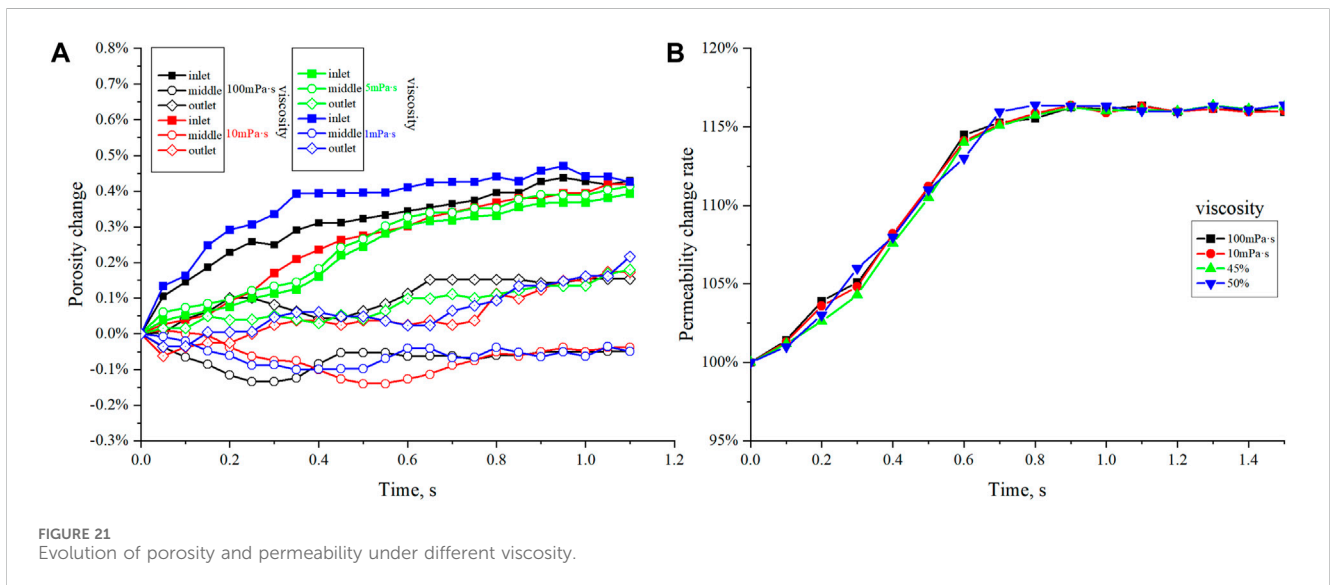 A
0.8%
0.7%
0.6%
0.5%
0.4%
0.3%
0.2%
0.1%
0.0%
-0.1%
-0.2%
-0.3%
Porosity change
0.0 0.2 0.4 0.6 0.8 1.0 1.2
Time, s
inlet
middle 100mPa·s
outlet
inlet
middle 10mPa·s
outlet
viscosity
inlet
middle 5mPa·s
outlet
inlet
middle 1mPa·s
outlet
viscosity
B
120%
115%
110%
105%
100%
95%
Permeability change rate
0.0 0.2 0.4 0.6 0.8 1.0 1.2 1.4
Time, s
viscosity
100mPa·s
10mPa·s
45%
50%
FIGURE 21
Evolution of porosity and permeability under different viscosity.